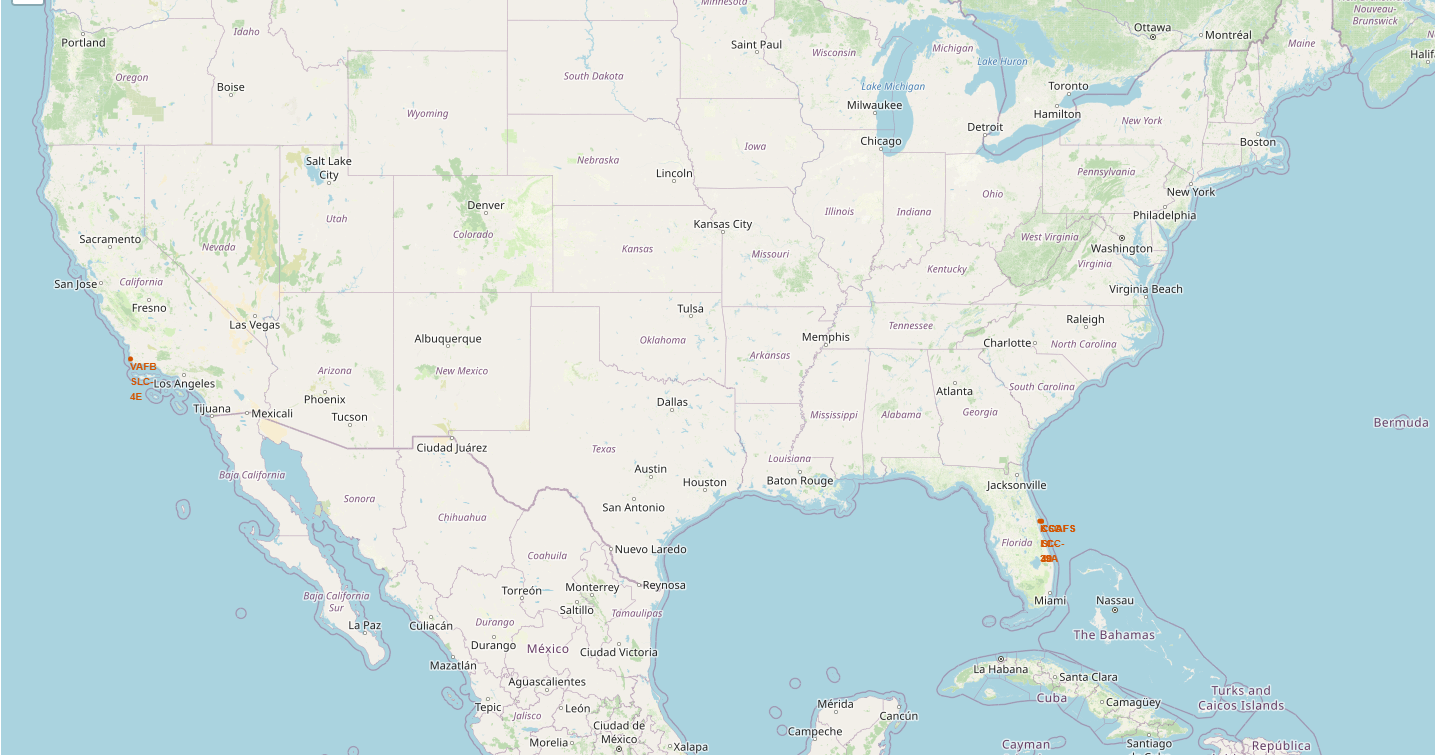 Minnesota
Idaho
Portland
Oregon
Boise
Saint Paul
Wisconsin
Michigan
Ottawa
Montréal
Maine
Nouveau-
Brunswick
South Dakota
Wyoming
Lake Huron
Lake Michigan
Milwaukee
Toronto
Hamilton
Detroit
New York
Chicago
Iowa
Boston
Salt Lake
City
Nebraska
Lincoln
Pennsylvania
New York
Ohio
Denver
Utah
Colorado
Kansas City
Illinois
Indiana
Philadelphia
Sacramento
Nevada
Kansas
Missouri
West Virginia
Washington
Virginia
Kentucky
San Jose
California
Virginia Beach
Fresno
Las Vegas
Tulsa
Raleigh
Tennessee
Albuquerque
Oklahoma
Memphis
Charlotte
North Carolina
Arkansas
VAFB
SLC-
4E
Los Angeles
Arizona
New Mexico
South Carolina
Atlanta
Phoenix
Tucson
Tijuana
Mexicali
Dallas
Mississippi
Alabama
Georgia
Bermuda
Ciudad Juárez
Texas
Louisiana
Baja California
Austin
Houston
Baton Rouge
Jacksonville
Sonora
Chihuahua
San Antonio
Florida
Coahuila
Nuevo Laredo
Torreón
Monterrey
Reynosa
Miami
Nassau
Baja California
Sur
Saltillo
Tamaulipas
La Paz
Culiacán
Durango
Durango
México
Ciudad Victoria
The Bahamas
Mazatlán
La Habana
Santa Clara
Aguascalientes
Cuba
Camagüey
Turks and
Caicos Islands
Tepic
Jalisco
León
Mérida
Cancún
Ciudad de
México
Campeche
Morelia
Xalapa
Cayman
Santiago
República